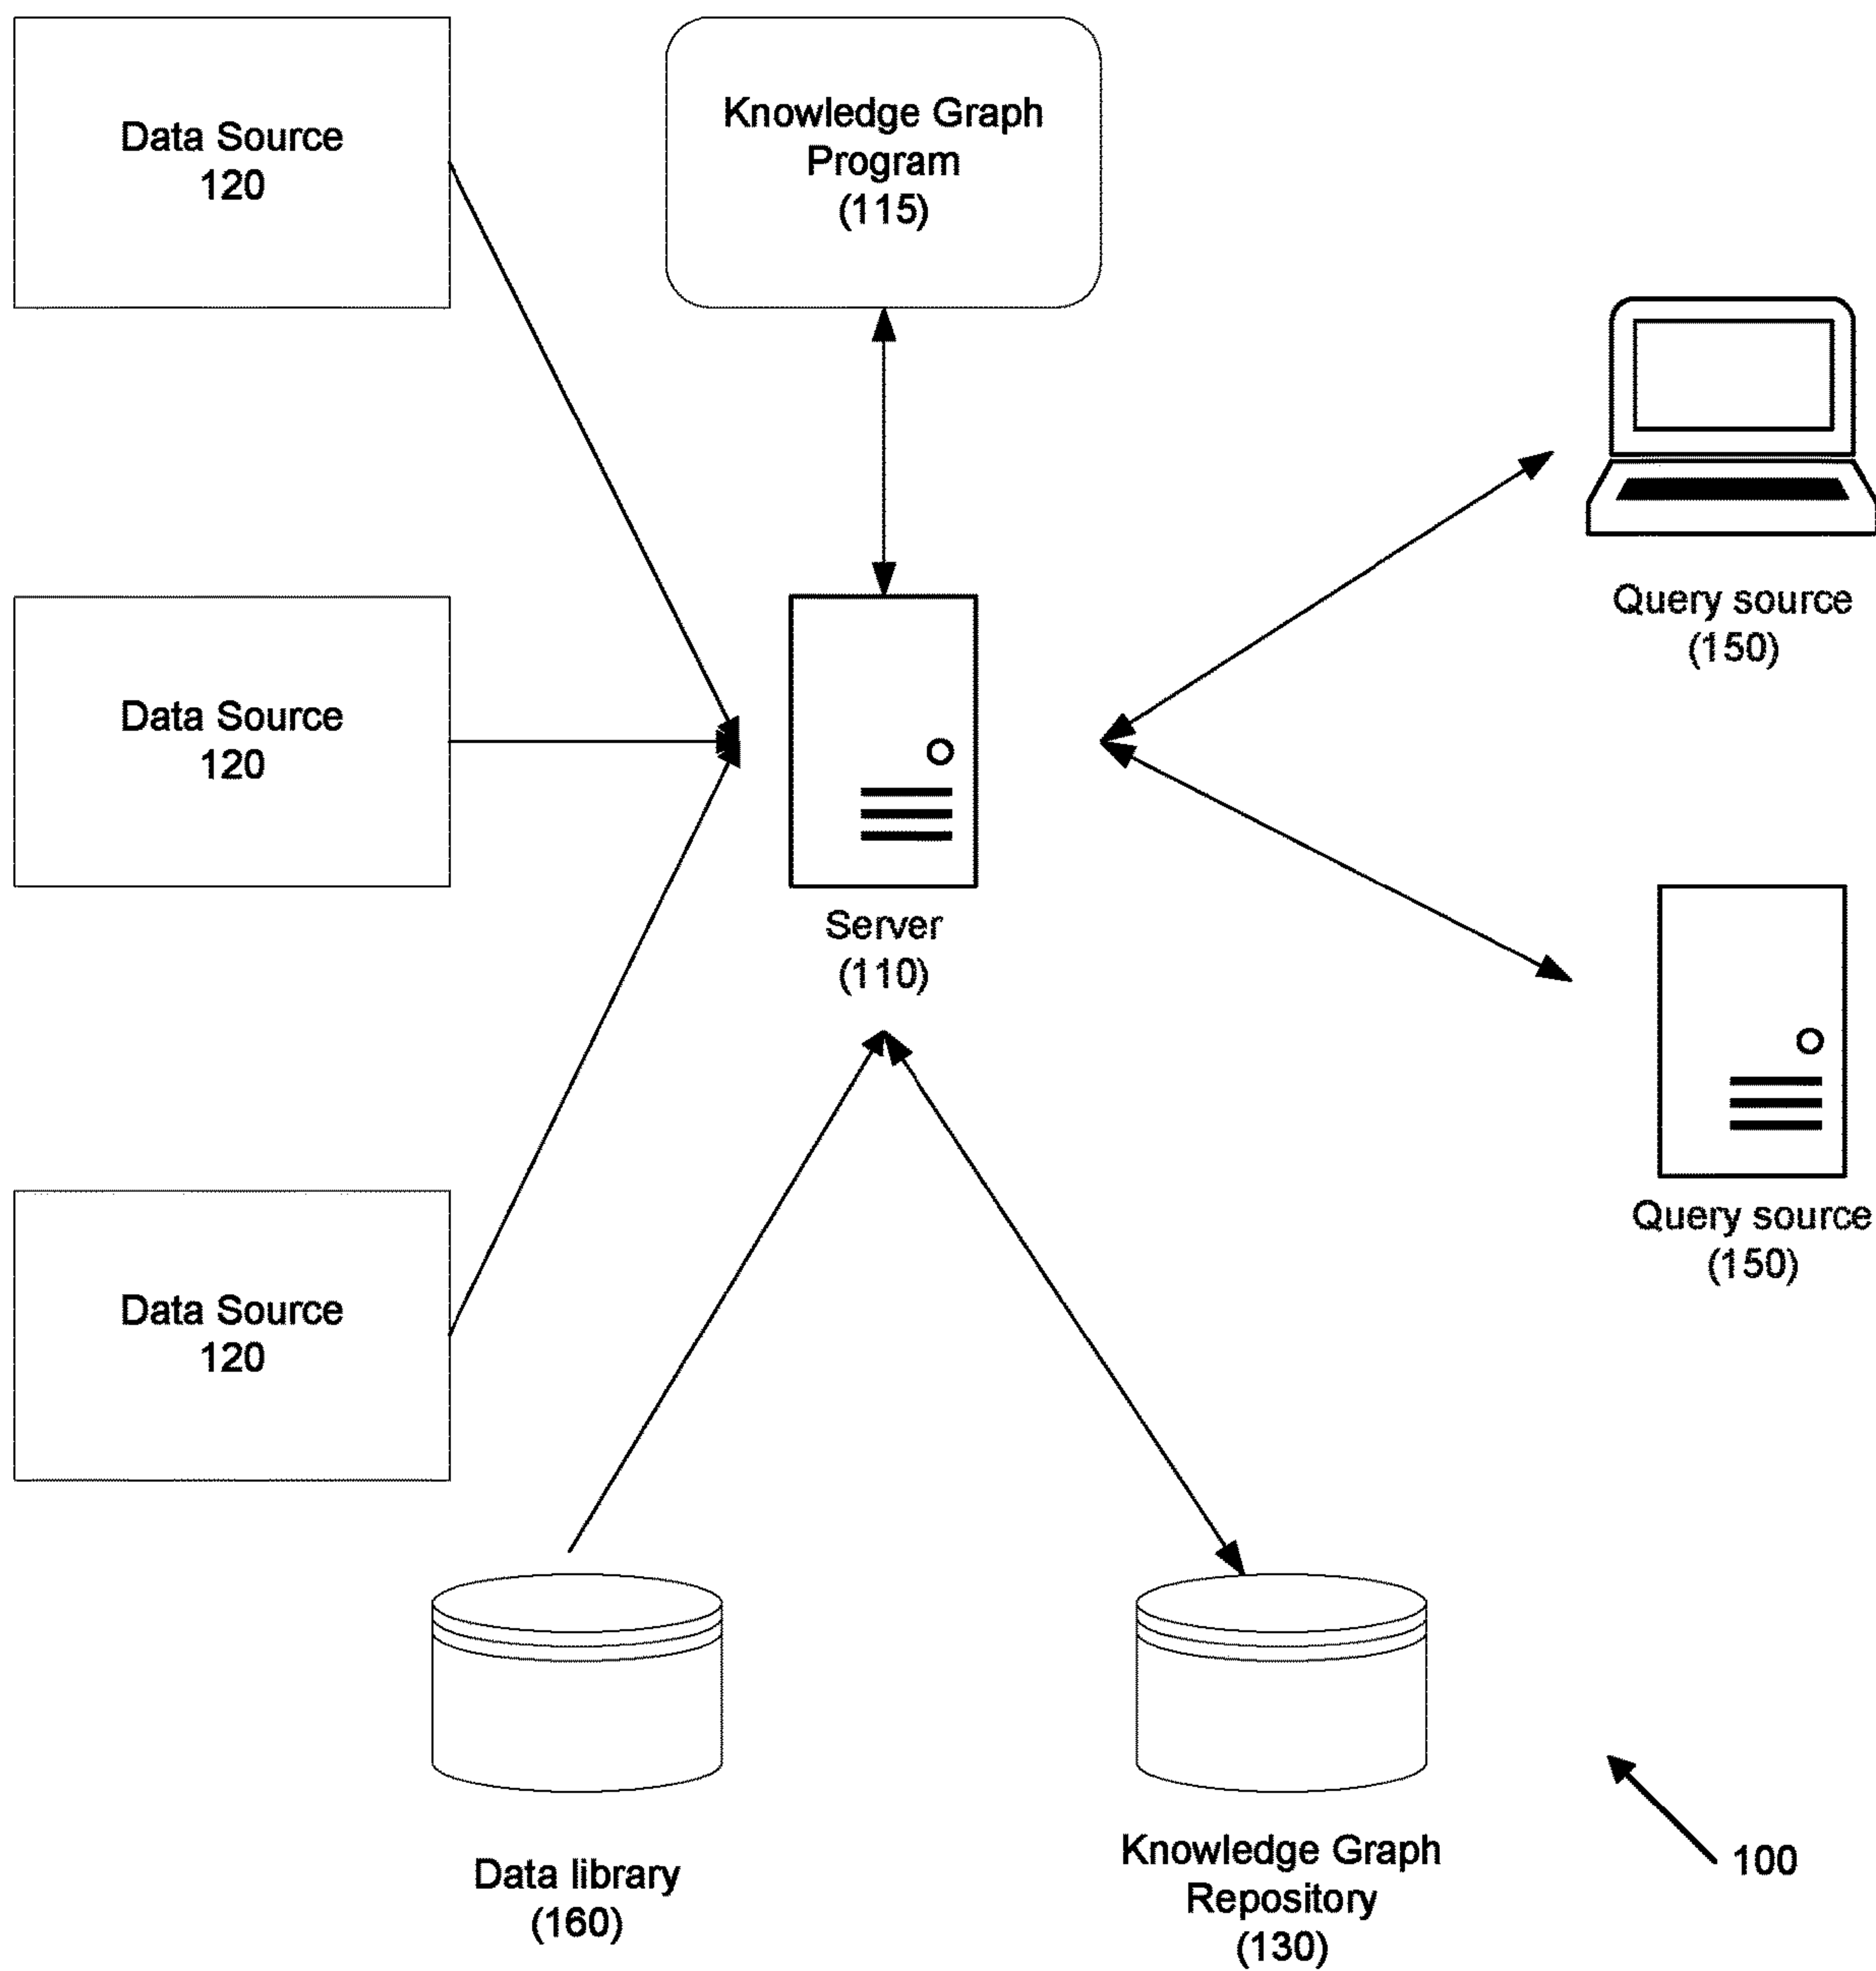 Data Source
120
Knowledge Graph
Program
(115)
Query source
(150)
Data Source
120
Server
(110)
Query source
(150)
Data Source
120
Data library
(160)
Knowledge Graph
Repository
(130)
100